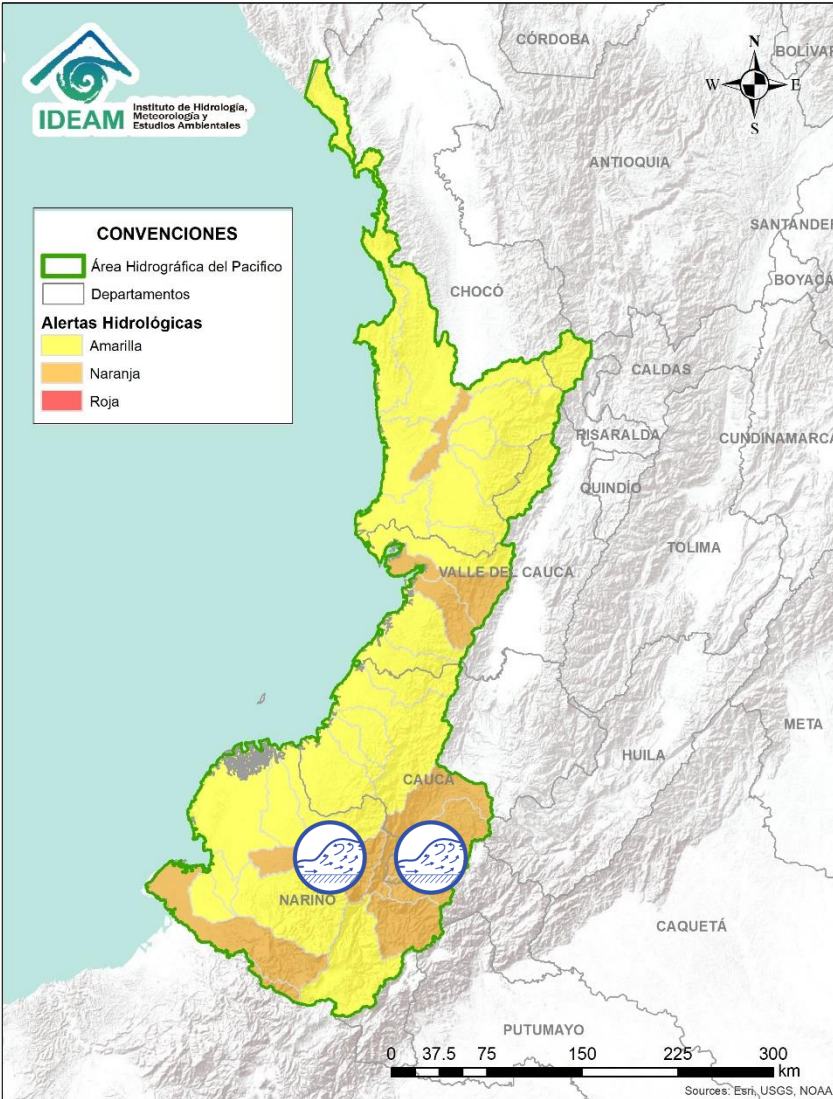 IDEAM
Instituto de Hidrología,
Meteorología y
Estudios Ambientales
N
W
E
S
CONVENCIONES
Área Hidrográfica del Pacifico
Departamentos
Alertas Hidrológicas
Amarilla
Naranja
Roja
CÓRDOBA
BOLÍVAR
ANTIOQUIA
SANTANDER
BOYACÁ
CHOCÓ
CALDAS
RISARALDA
CUNDINAMARCA
QUINDÍO
TOLIMA
VALLE DEL CAUCA
META
HUILA
CAUCA
NARIÑO
CAQUETÁ
PUTUMAYO
0 37.5 75 150 225 300
km
Sources: Esri, USGS, NOAA